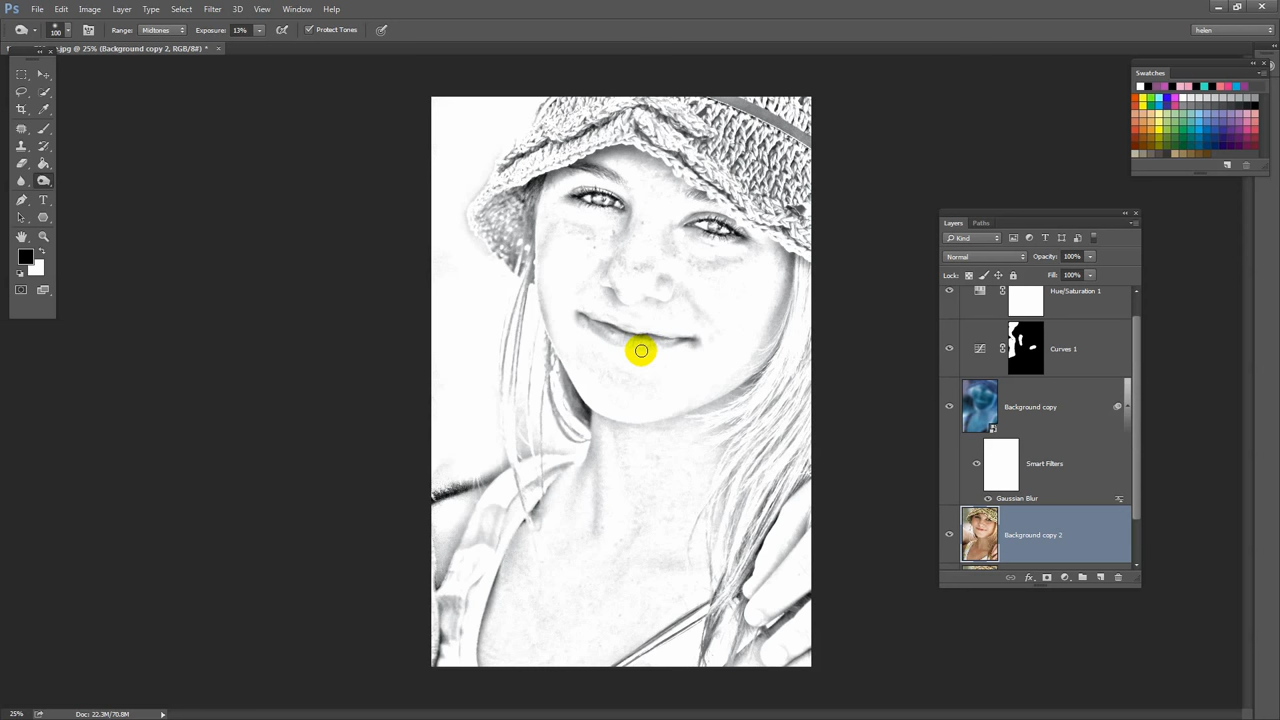 Ps File Edit Image Layer Type Select Filter 3D View Window Help
100 Range: Midtones Exposure: 13% Protect Tones helen
.jpg @ 25% (Background copy 2, RGB/8#) *
Swatches
Layers Paths
Kind
Normal Opacity: 100%
Lock: Fill: 100%
Hue/Saturation 1
Curves 1
Background copy
Smart Filters
Gaussian Blur
Background copy 2
fx
25% Doc: 22.3M/70.8M